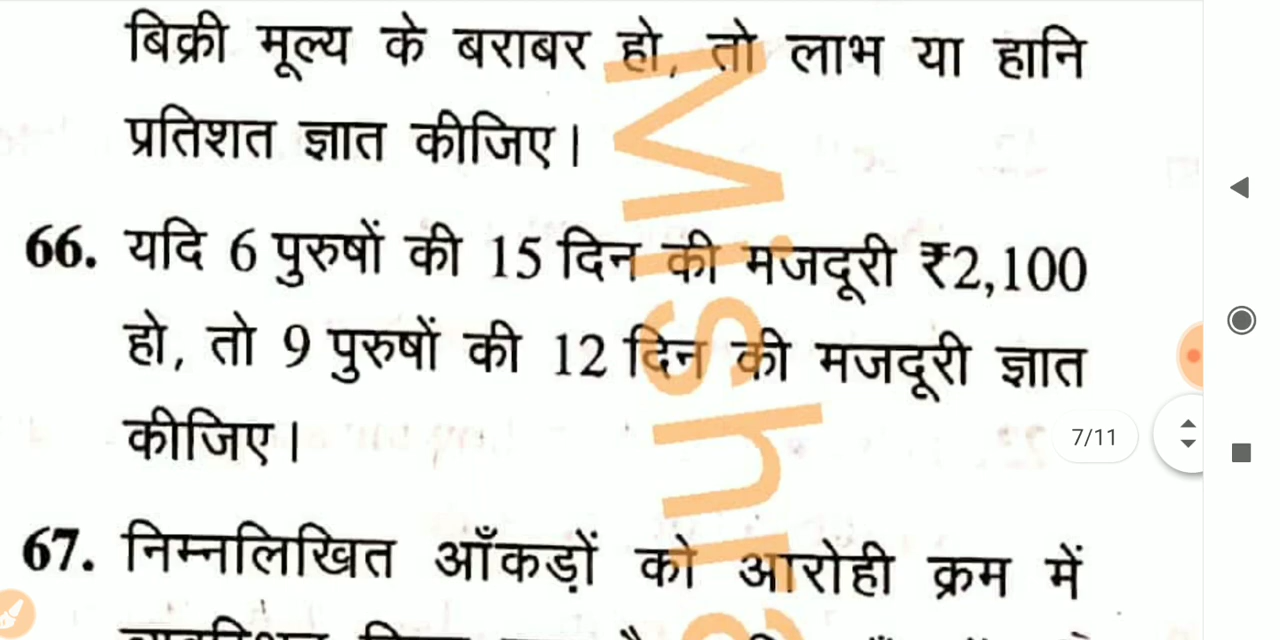 बिक्री मूल्य के बराबर हो, तो लाभ या हानि
प्रतिशत ज्ञात कीजिए।
66. यदि 6 पुरुषों की 15 दिन की मजदूरी ₹2,100
हो, तो 9 पुरुषों की 12 दिन की मजदूरी ज्ञात
कीजिए।
7/11
67. निम्नलिखित आँकड़ों को आरोही क्रम में
Mishra